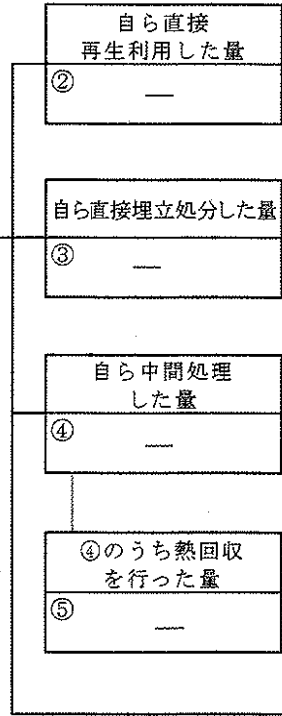 自ら直接
再生利用した量
②
―
自ら直接埋立処分した量
③
―
自ら中間処理
した量
④
―
④のうち熱回収
を行った量
⑤
―